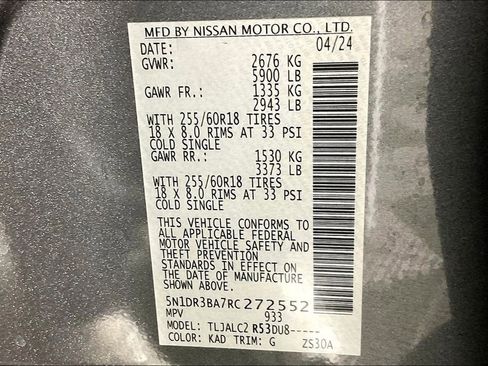 MFD BY NISSAN MOTOR CO., LTD.
DATE: 04/24
GVWR: 2676 KG
5900 LB
GAWR FR.: 1335 KG
2943 LB
WITH 255/60R18 TIRES
18 X 8.0 RIMS AT 33 PSI
COLD SINGLE
GAWR RR.: 1530 KG
3373 LB
WITH 255/60R18 TIRES
18 X 8.0 RIMS AT 33 PSI
COLD SINGLE
THIS VEHICLE CONFORMS TO
ALL APPLICABLE FEDERAL
MOTOR VEHICLE SAFETY AND
THEFT PREVENTION
STANDARDS IN EFFECT ON
THE DATE OF MANUFACTURE
SHOWN ABOVE.
5N1DR3BA7RC272552
MPV 933
MODEL: TLJALC2 R53DU8-----
COLOR: KAD TRIM: G ZS30A